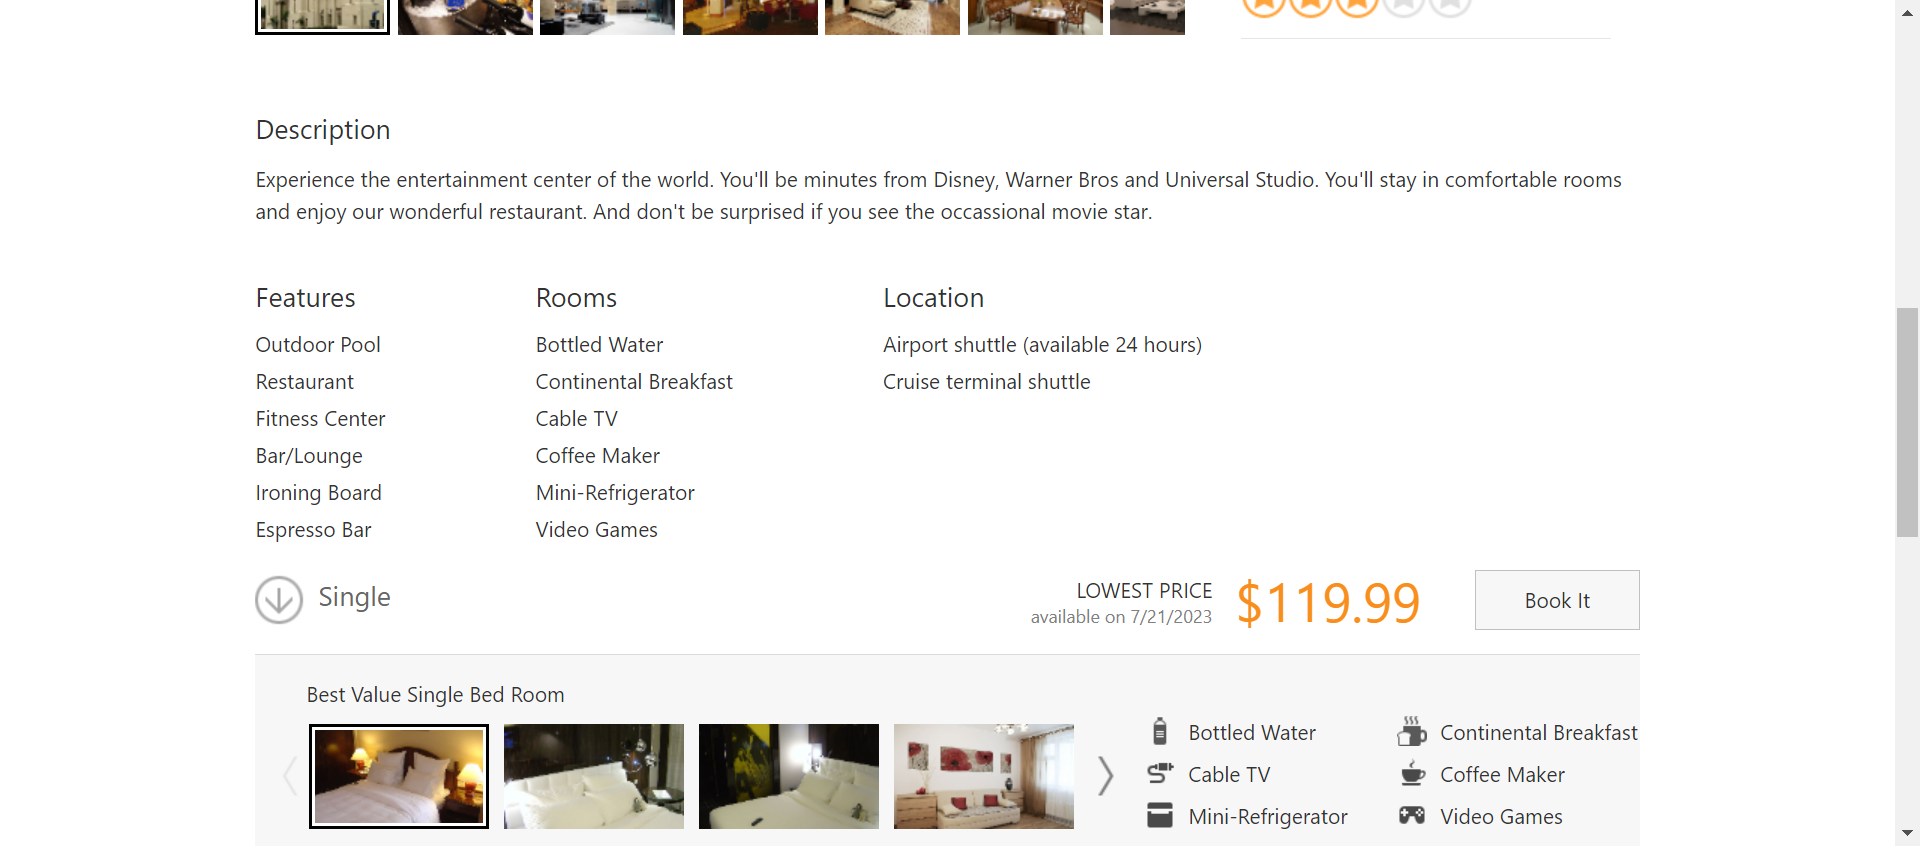 Description
Experience the entertainment center of the world. You'll be minutes from Disney, Warner Bros and Universal Studio. You'll stay in comfortable rooms
and enjoy our wonderful restaurant. And don't be surprised if you see the occassional movie star.
Features
Outdoor Pool
Restaurant
Fitness Center
Bar/Lounge
Ironing Board
Espresso Bar
Rooms
Bottled Water
Continental Breakfast
Cable TV
Coffee Maker
Mini-Refrigerator
Video Games
Location
Airport shuttle (available 24 hours)
Cruise terminal shuttle
Single
LOWEST PRICE
available on 7/21/2023
$119.99
Book It
Best Value Single Bed Room
Bottled Water
Cable TV
Mini-Refrigerator
Continental Breakfast
Coffee Maker
Video Games